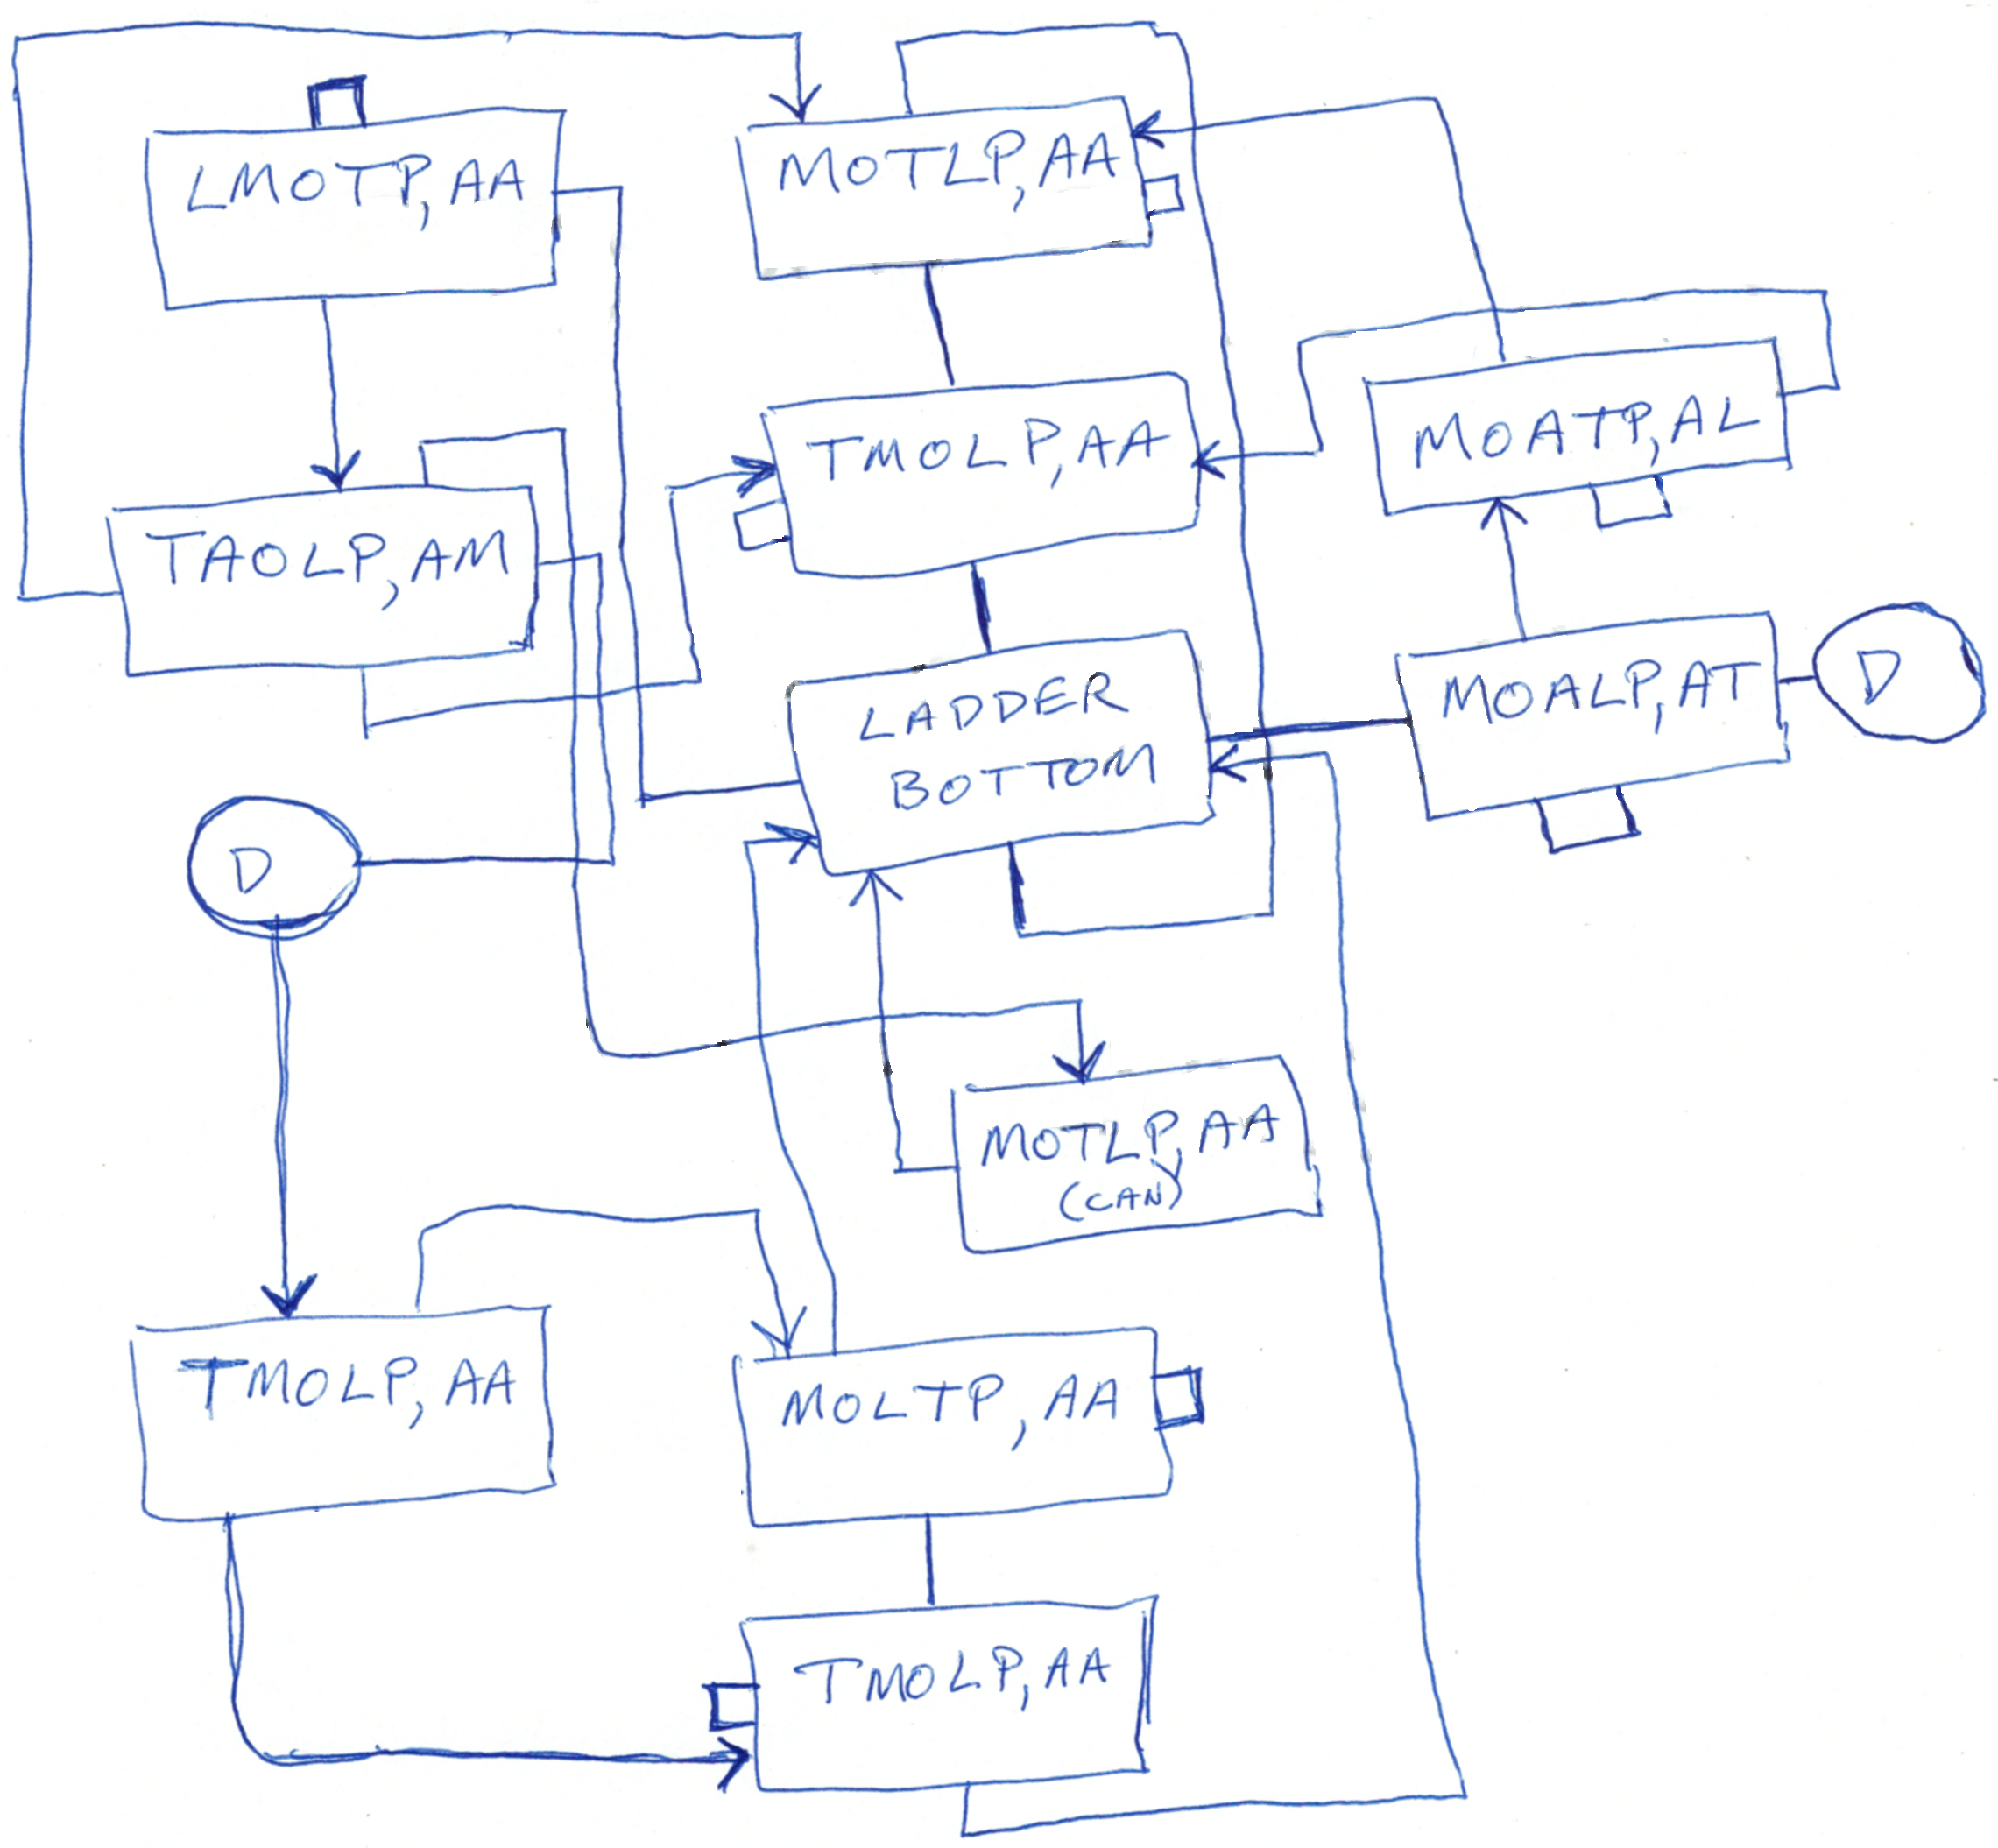 LMOTP, AA
MOTLP, AA
TMOLP, AA
MOATP, AL
TAOLP, AM
LADDER
BOTTOM
MOALP, AT
D
D
MOTLP, AA
(CAN)
TMOLP, AA
MOLTP, AA
TMOLP, AA